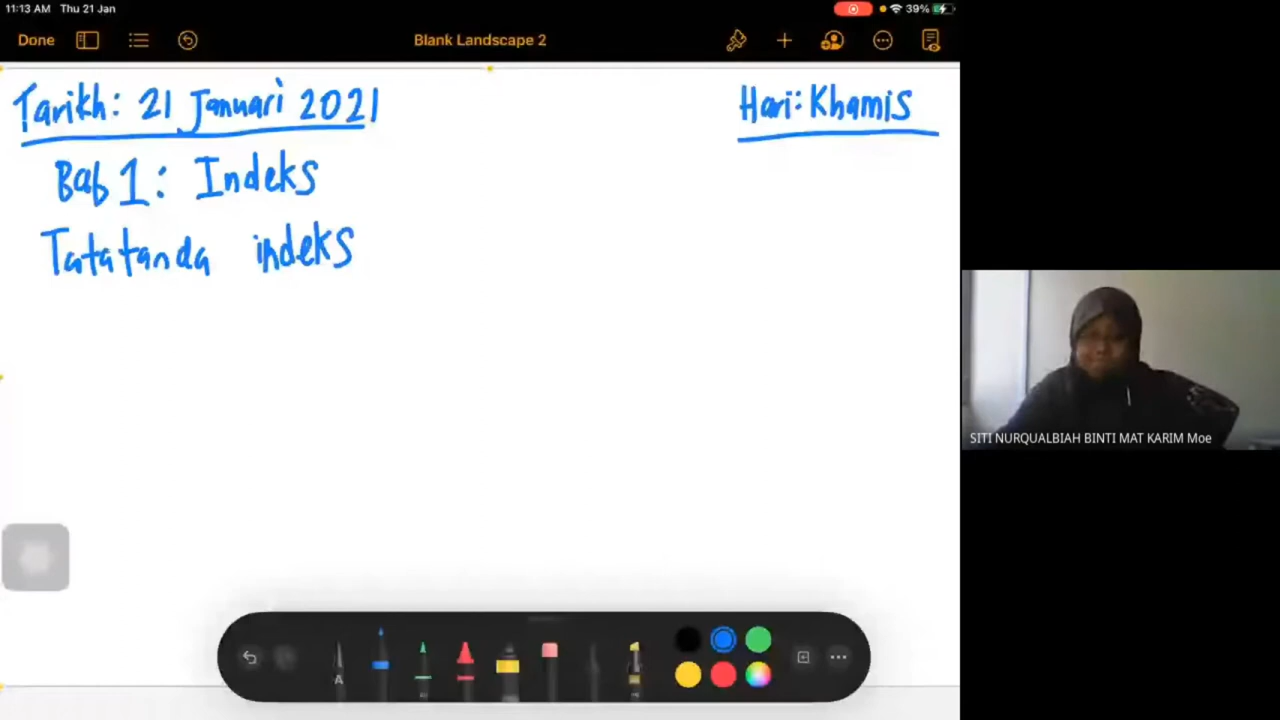 11:13 AM Thu 21 Jan 39%
Done Blank Landscape 2
Tarikh: 21 Januari 2021 Hari: Khamis
Bab 1: Indeks
Tatatanda indeks
SITI NURQUALBIAH BINTI MAT KARIM Moe
A